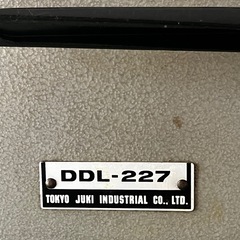 DDL-227
TOKYO JUKI INDUSTRIAL CO., LTD.